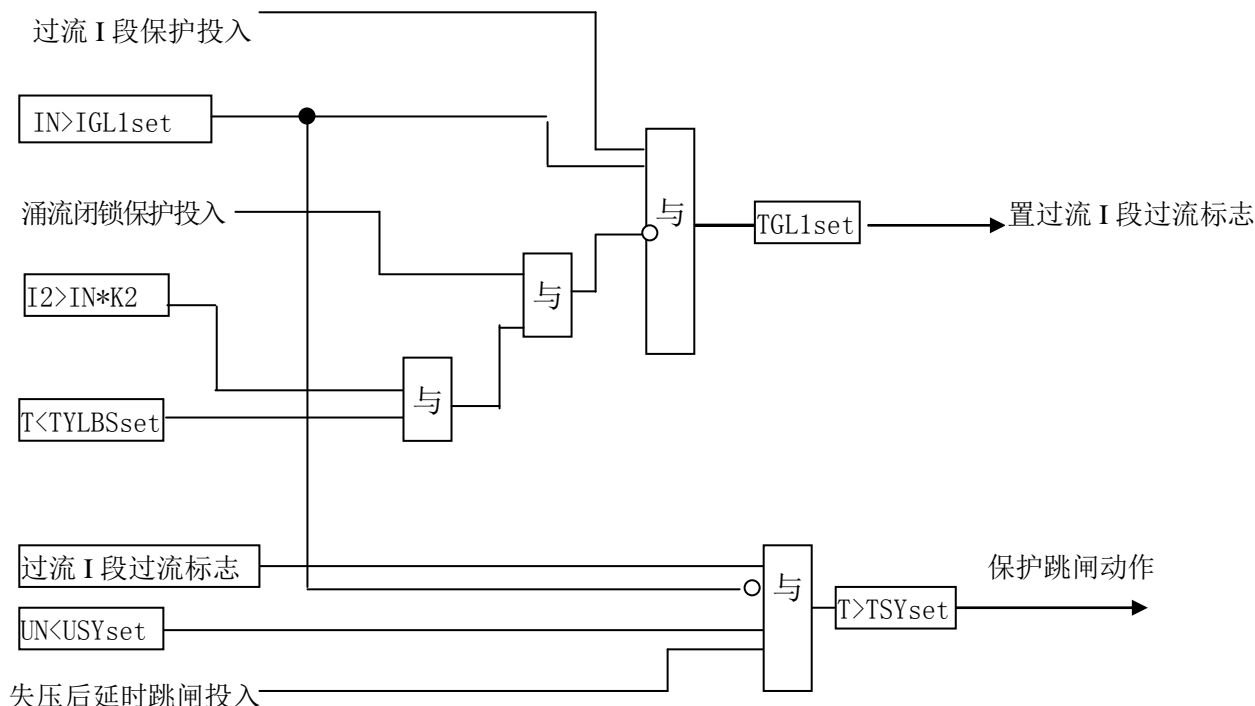 过流 I 段保护投入
IN>IGL1set
涌流闭锁保护投入
与
TGL1set
置过流 I 段过流标志
I2>IN*K2
与
T<TYLBSset
与
过流 I 段过流标志
保护跳闸动作
与
T>TSYset
UN<USYset
失压后延时跳闸投入